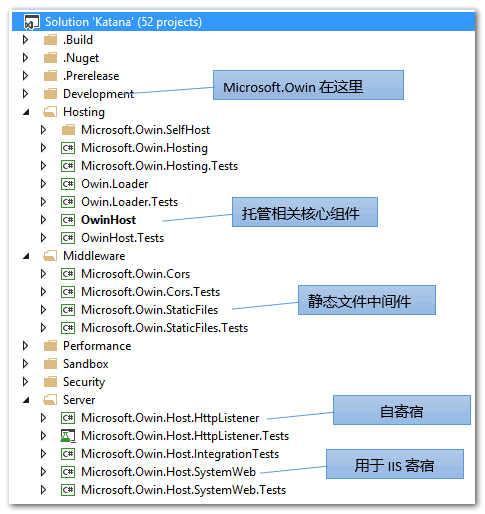 Solution 'Katana' (52 projects)
.Build
.Nuget
.Prerelease
Development
Microsoft.Owin 在这里
Hosting
Microsoft.Owin.SelfHost
Microsoft.Owin.Hosting
Microsoft.Owin.Hosting.Tests
Owin.Loader
Owin.Loader.Tests
OwinHost
托管相关核心组件
OwinHost.Tests
Middleware
Microsoft.Owin.Cors
Microsoft.Owin.Cors.Tests
Microsoft.Owin.StaticFiles
静态文件中间件
Microsoft.Owin.StaticFiles.Tests
Performance
Sandbox
Security
Server
Microsoft.Owin.Host.HttpListener
自寄宿
Microsoft.Owin.Host.HttpListener.Tests
Microsoft.Owin.Host.IntegrationTests
Microsoft.Owin.Host.SystemWeb
用于 IIS 寄宿
Microsoft.Owin.Host.SystemWeb.Tests